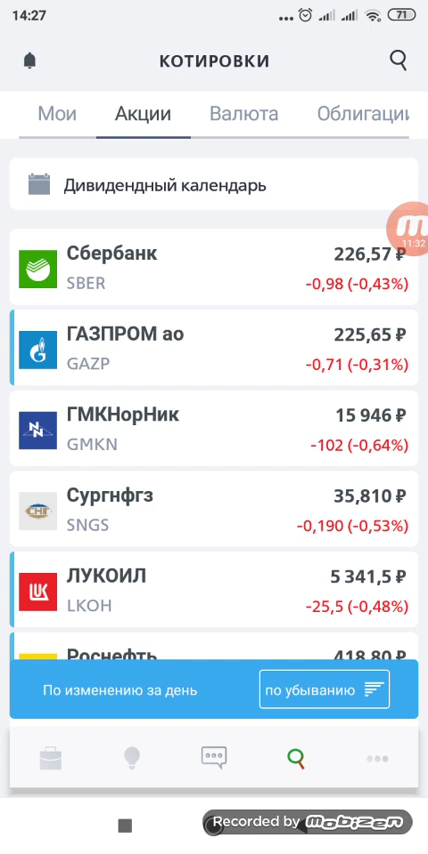 14:27
71
КОТИРОВКИ
Мои Акции Валюта Облигации
Дивидендный календарь
11:32
Сбербанк 226,57 ₽
SBER -0,98 (-0,43%)
ГАЗПРОМ ао 225,65 ₽
GAZP -0,71 (-0,31%)
ГМКНорНик 15 946 ₽
GMKN -102 (-0,64%)
Сургнфгз 35,810 ₽
SNGS -0,190 (-0,53%)
ЛУКОИЛ 5 341,5 ₽
LKOH -25,5 (-0,48%)
Роснефть 418,80 ₽
По изменению за день по убыванию
Recorded by mobizen